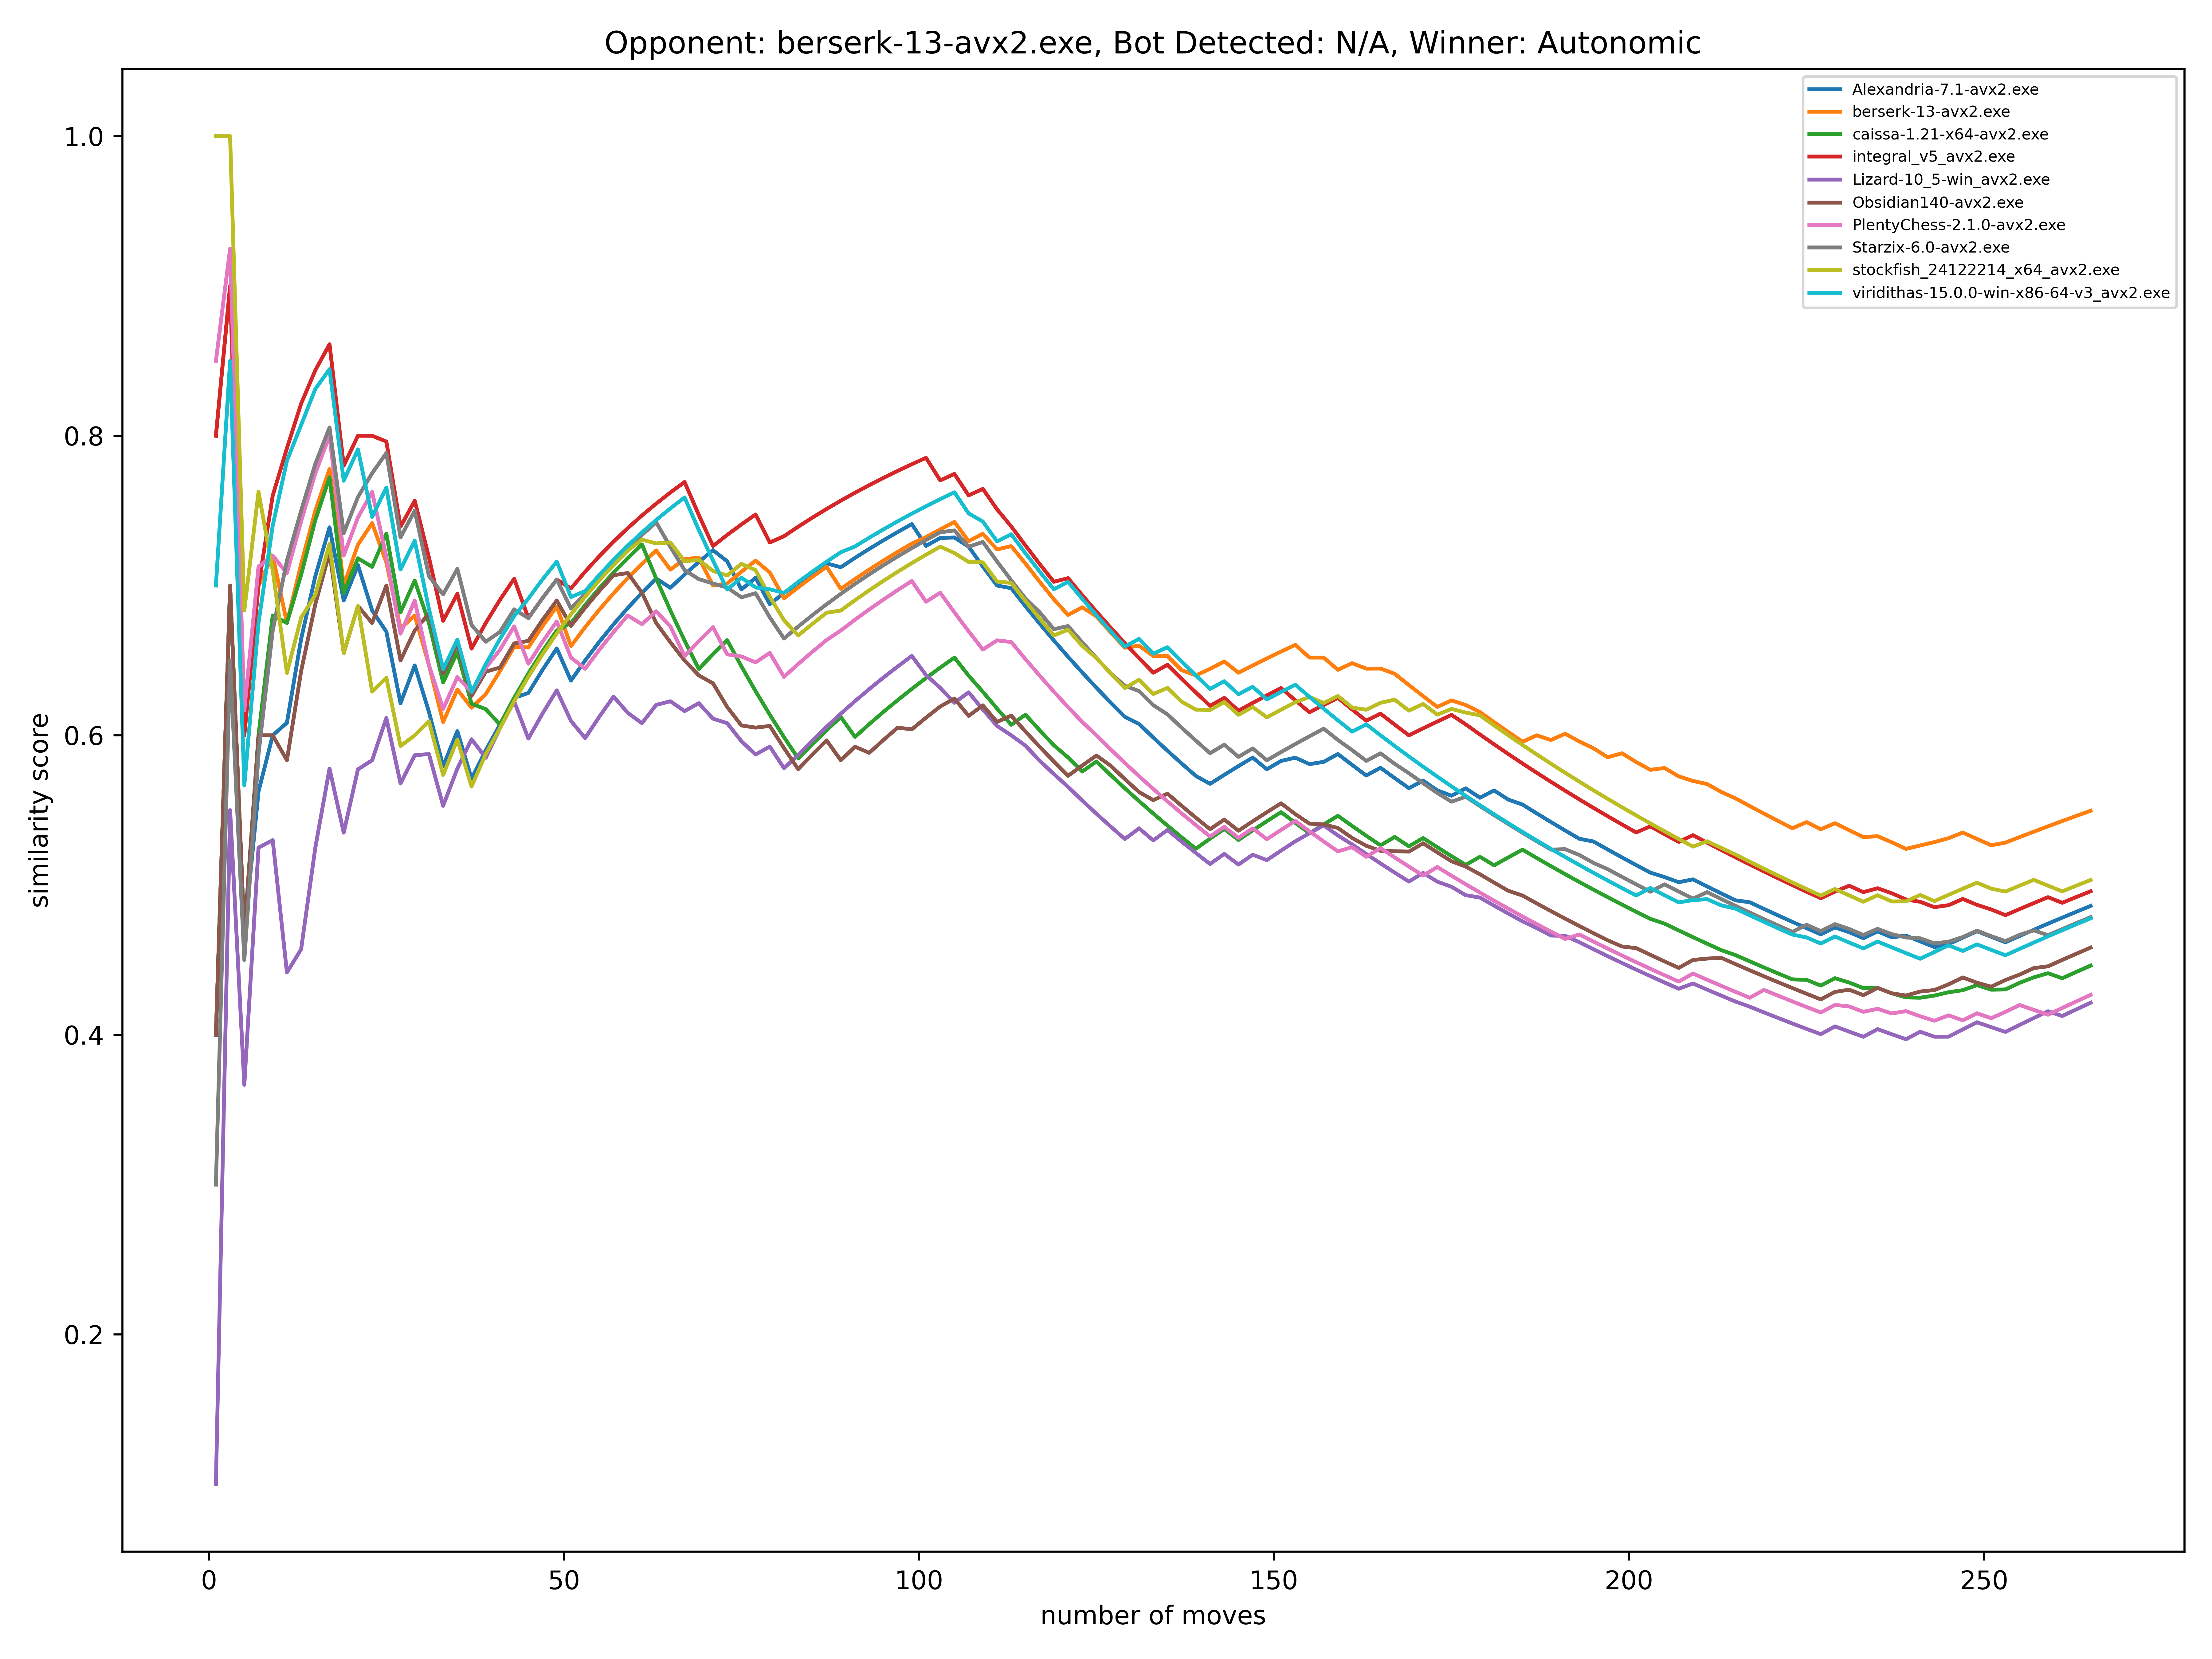 Opponent: berserk-13-avx2.exe, Bot Detected: N/A, Winner: Autonomic
Alexandria-7.1-avx2.exe
berserk-13-avx2.exe
caissa-1.21-x64-avx2.exe
integral_v5_avx2.exe
Lizard-10_5-win_avx2.exe
Obsidian140-avx2.exe
PlentyChess-2.1.0-avx2.exe
Starzix-6.0-avx2.exe
stockfish_24122214_x64_avx2.exe
viridithas-15.0.0-win-x86-64-v3_avx2.exe
similarity score
1.0
0.8
0.6
0.4
0.2
0 50 100 150 200 250
number of moves